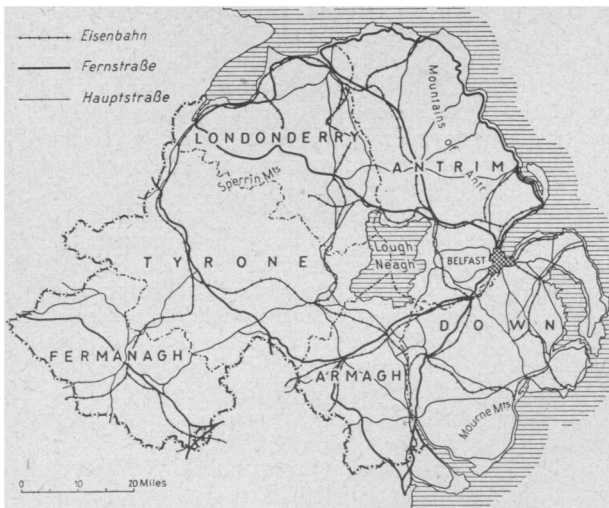 Eisenbahn
Fernstraße
Hauptstraße
LONDONDERRY
Mountains of Antr.
ANTRIM
Sperrin Mts
TYRONE
Lough
Neagh
BELFAST
DOWN
FERMANAGH
ARMAGH
Mourne Mts.
0 10 20 Miles